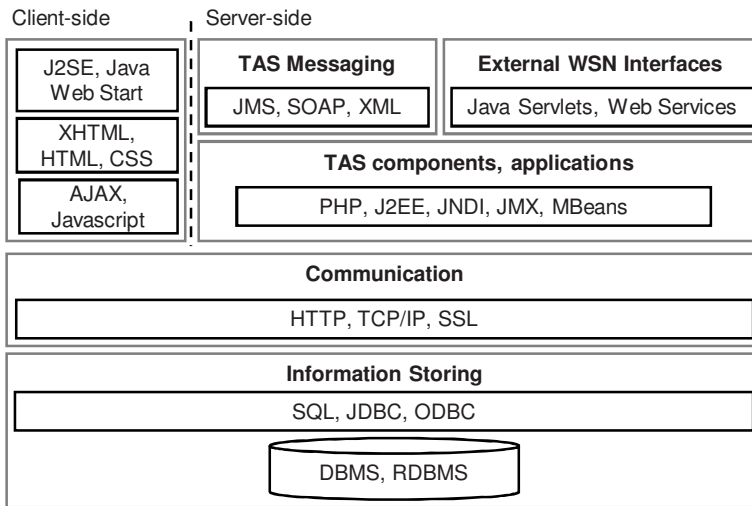 Client-side
Server-side
J2SE, Java
Web Start
XHTML,
HTML, CSS
AJAX,
Javascript
TAS Messaging
JMS, SOAP, XML
External WSN Interfaces
Java Servlets, Web Services
TAS components, applications
PHP, J2EE, JNDI, JMX, MBeans
Communication
HTTP, TCP/IP, SSL
Information Storing
SQL, JDBC, ODBC
DBMS, RDBMS